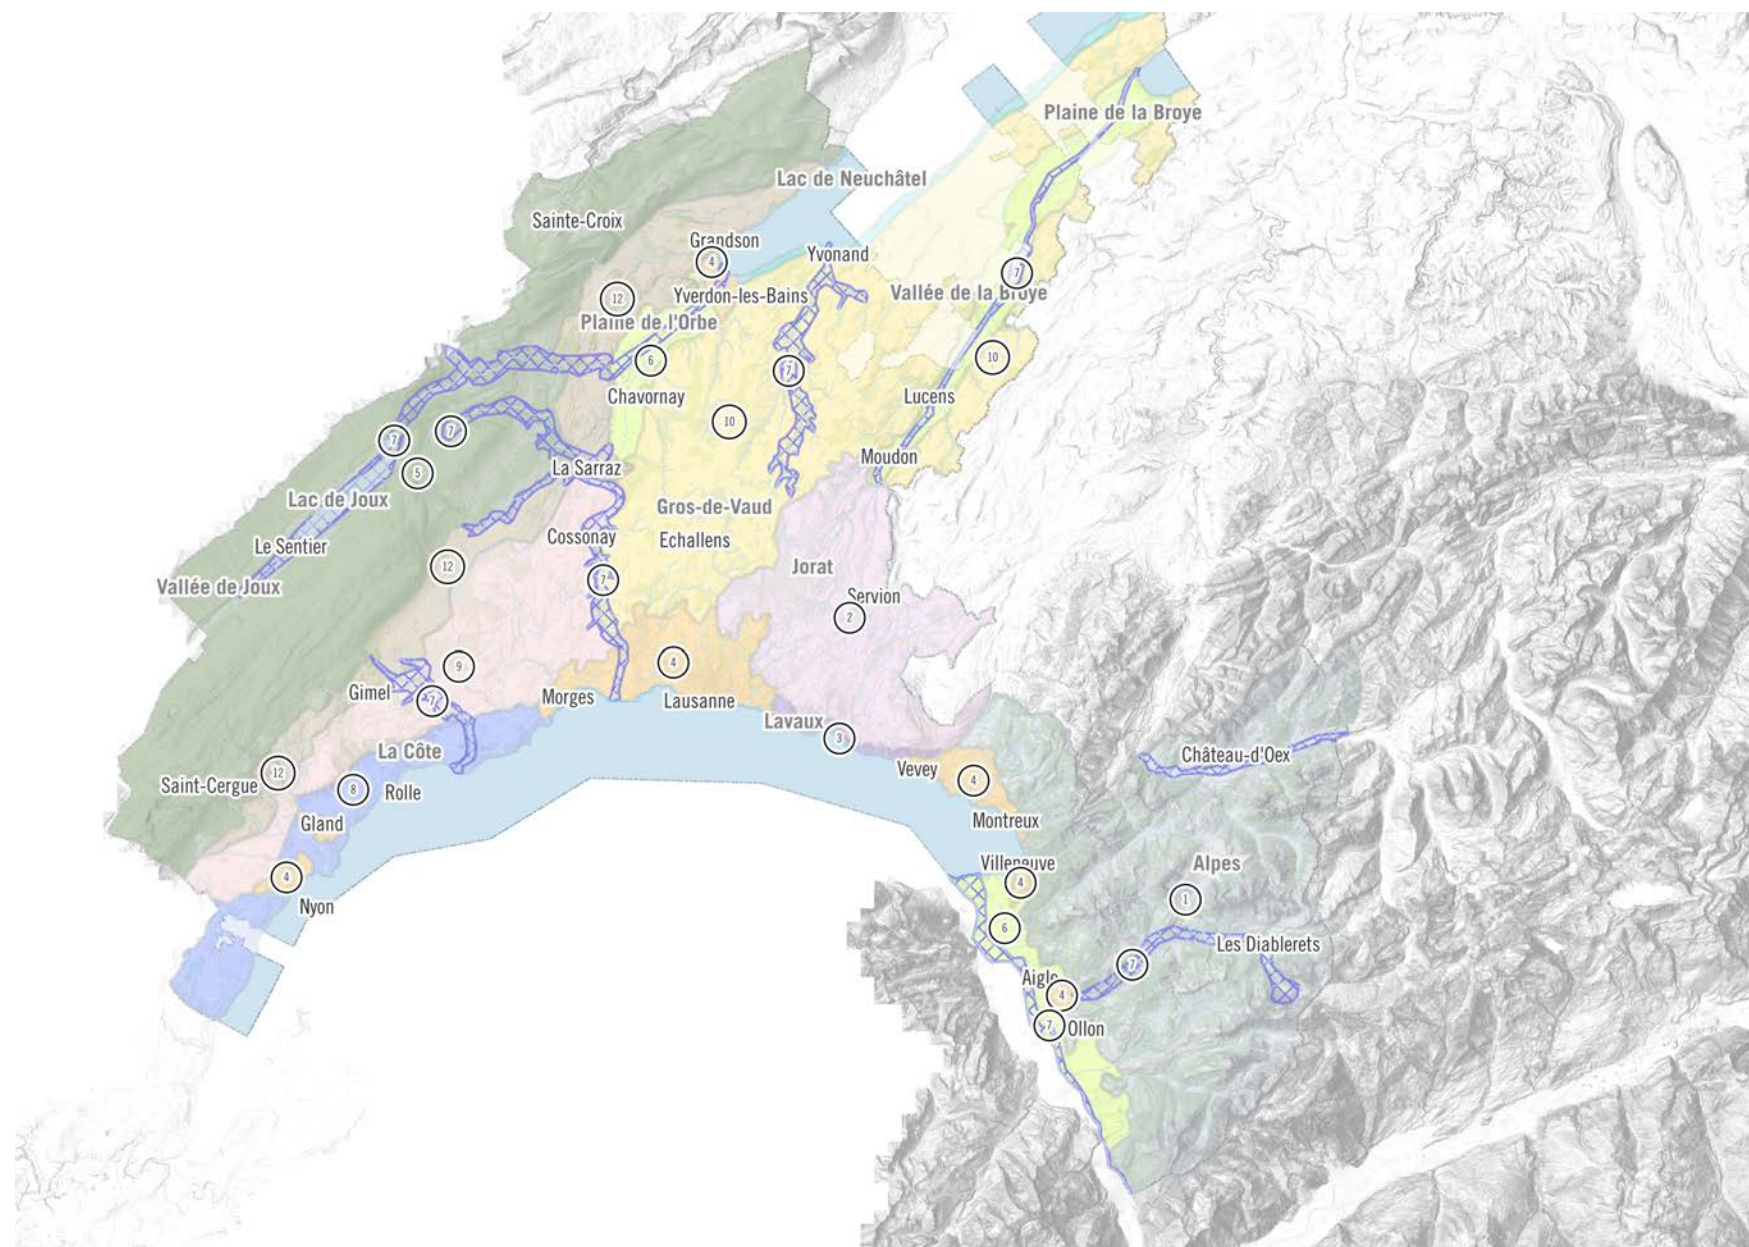 Plaine de la Broye
Lac de Neuchâtel
Sainte-Croix
Grandson
4
Yvonand
7
12
Yverdon-les-Bains
Vallée de la Broye
Plaine de l'Orbe
6
10
7
Chavornay
Lucens
10
7
7
Moudon
5
La Sarraz
Lac de Joux
Gros-de-Vaud
Cossonay
Echallens
Le Sentier
12
Jorat
Vallée de Joux
7
Servion
2
9
4
Gimel
7
Morges
Lausanne
Lavaux
3
La Côte
Château-d'Oex
12
Vevey
4
Saint-Cergue
8
Rolle
Gland
Montreux
Villeneuve
Alpes
4
4
1
Nyon
6
Les Diablerets
7
Aigle
4
7
Ollon